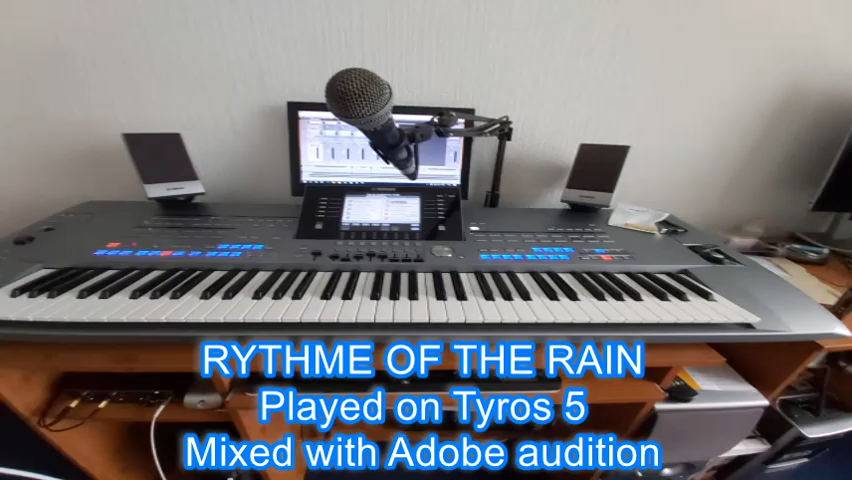 RYTHME OF THE RAIN
Played on Tyros 5
Mixed with Adobe audition